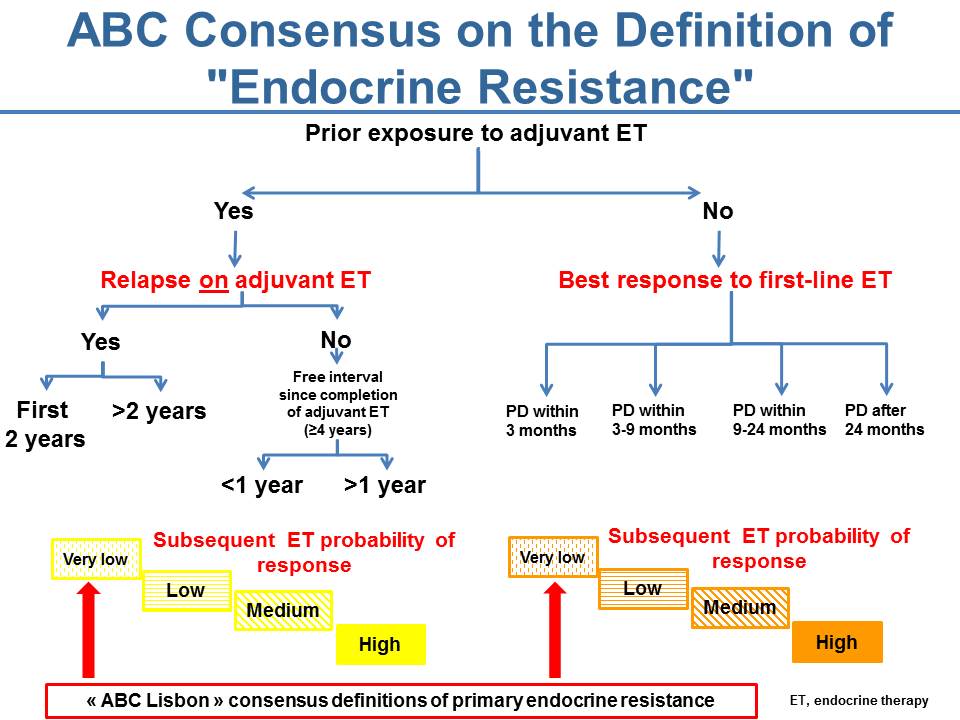 ABC Consensus on the Definition of
"Endocrine Resistance"
Prior exposure to adjuvant ET
Yes
No
Relapse on adjuvant ET
Best response to first-line ET
Yes
No
First
2 years
>2 years
Free interval
since completion
of adjuvant ET
(≥4 years)
<1 year
>1 year
PD within
3 months
PD within
3-9 months
PD within
9-24 months
PD after
24 months
Subsequent ET probability of
response
Very low
Low
Medium
High
Subsequent ET probability of
response
Very low
Low
Medium
High
« ABC Lisbon » consensus definitions of primary endocrine resistance
ET, endocrine therapy